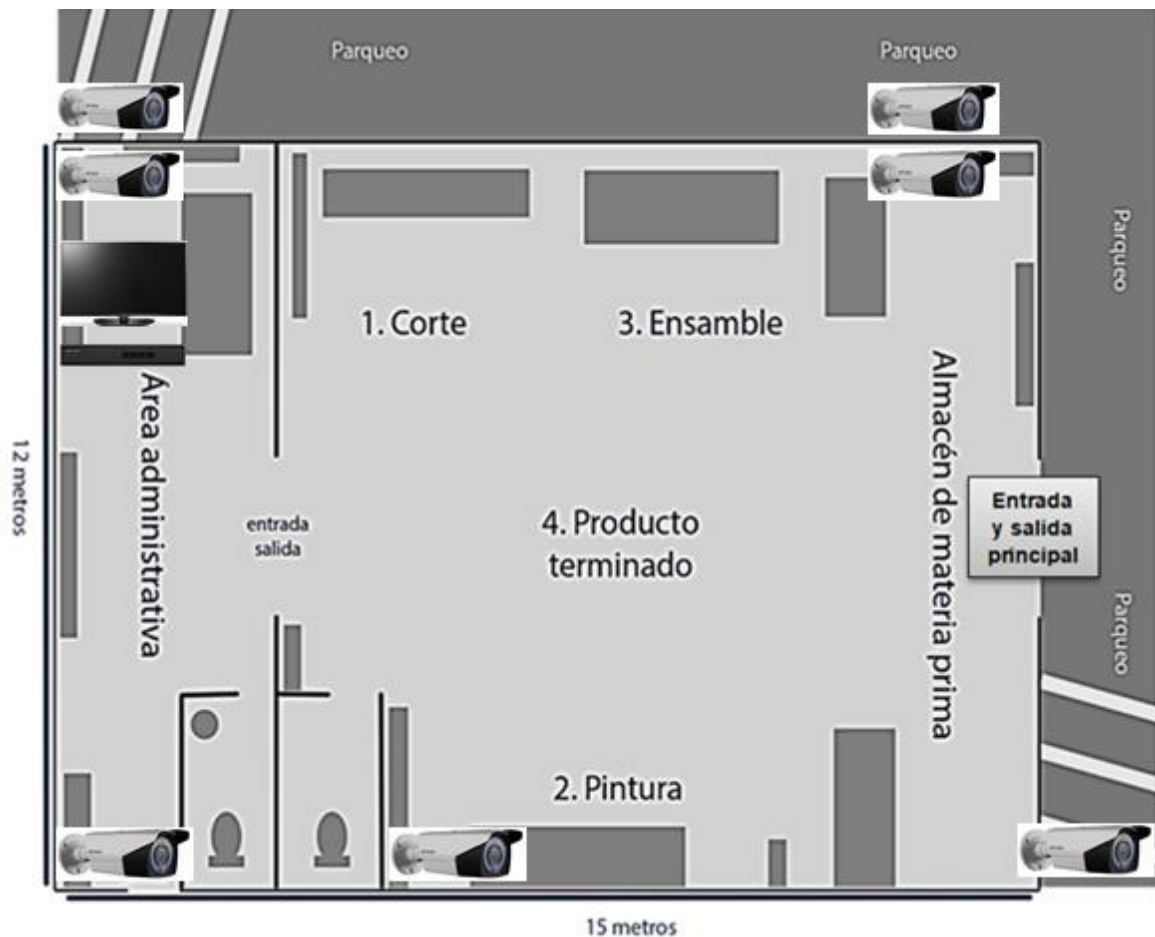 Parqueo
Parqueo
Parqueo
1. Corte
3. Ensamble
Área administrativa
Almacén de materia prima
12 metros
entrada
salida
4. Producto
terminado
Entrada
y salida
principal
Parqueo
2. Pintura
15 metros